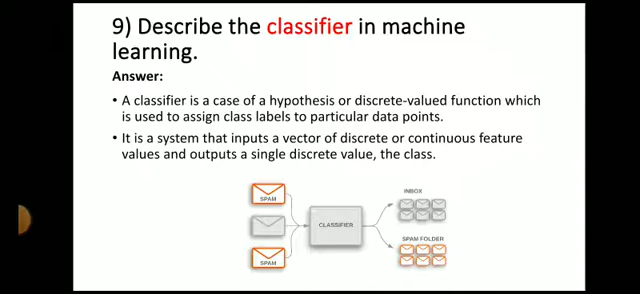 9) Describe the classifier in machine
learning.
Answer:
• A classifier is a case of a hypothesis or discrete-valued function which
is used to assign class labels to particular data points.
• It is a system that inputs a vector of discrete or continuous feature
values and outputs a single discrete value, the class.
SPAM
SPAM
CLASSIFIER
INBOX
SPAM FOLDER